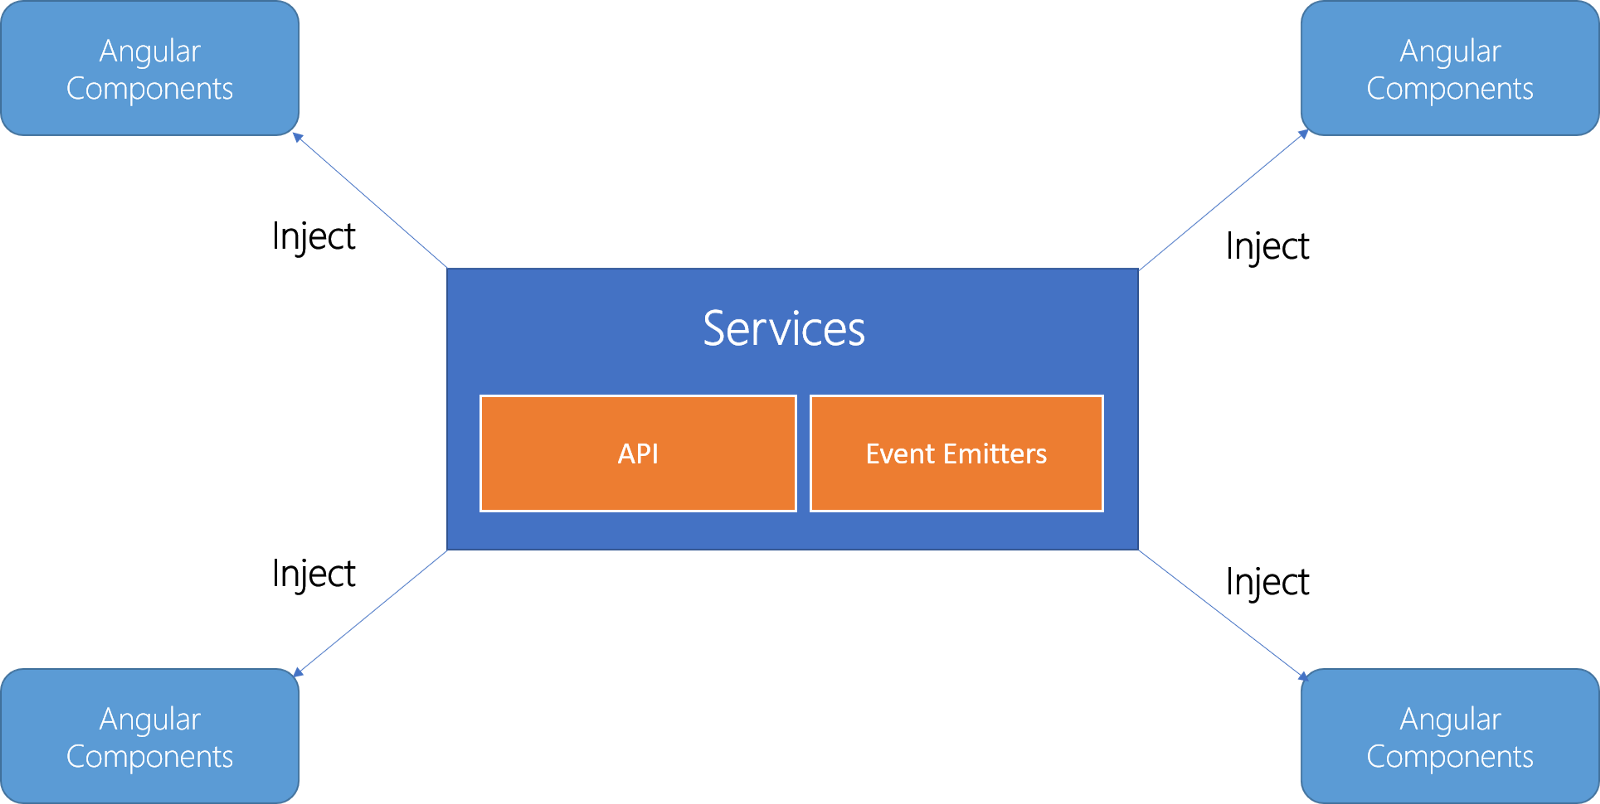 Angular
Components
Angular
Components
Inject
Inject
Services
API
Event Emitters
Inject
Inject
Angular
Components
Angular
Components